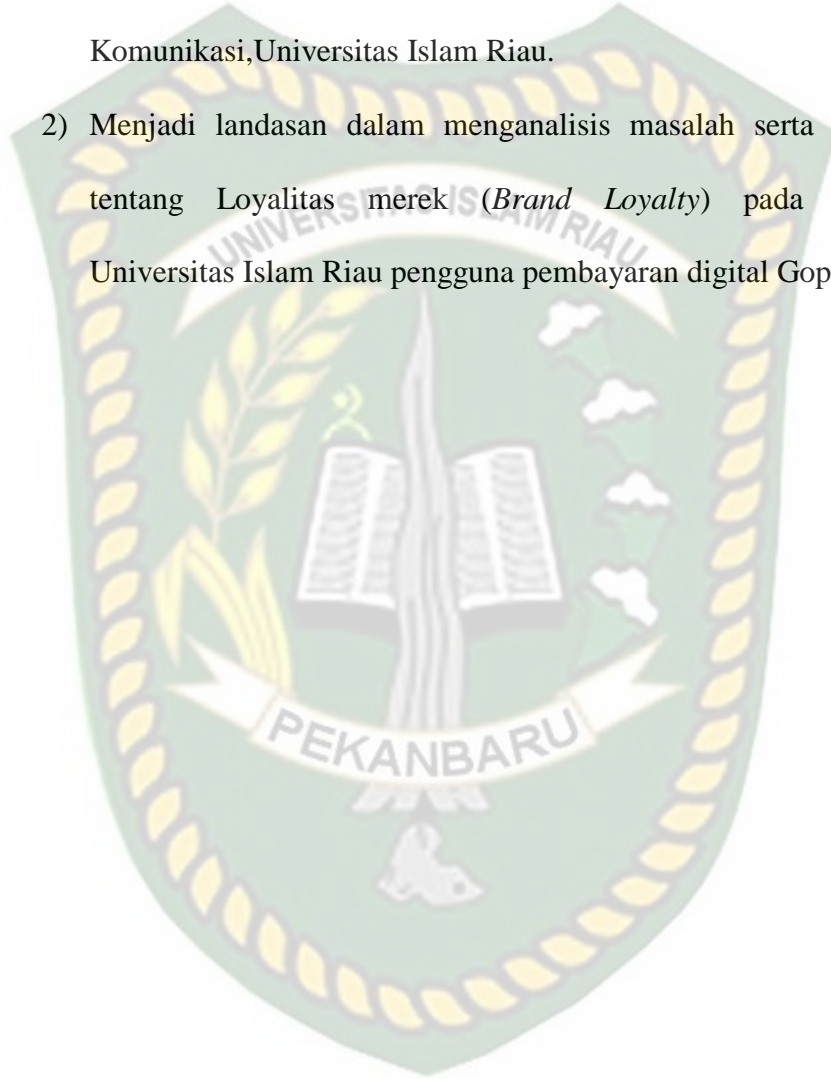 Komunikasi,Universitas Islam Riau.
2) Menjadi landasan dalam menganalisis masalah serta
tentang Loyalitas merek (Brand Loyalty) pada
UNIVERSITAS ISLAM RIAU
Universitas Islam Riau pengguna pembayaran digital Gop
PEKANBARU